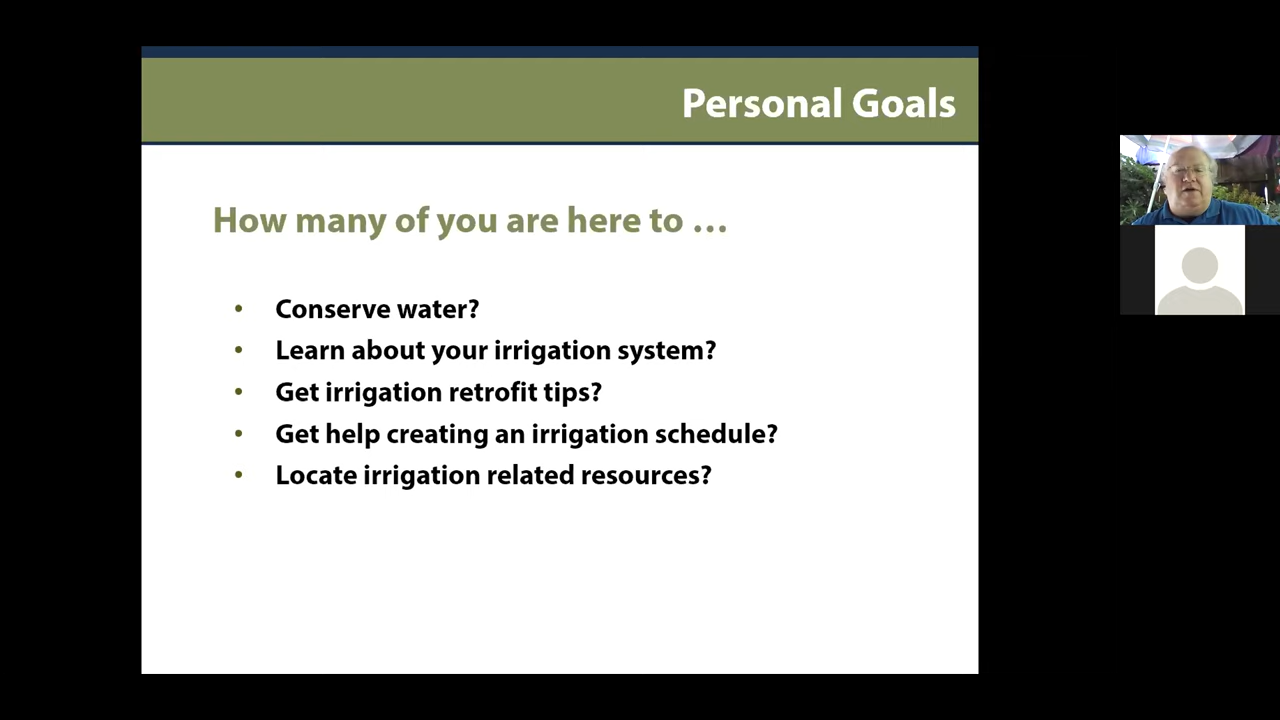 Personal Goals
How many of you are here to …
• Conserve water?
• Learn about your irrigation system?
• Get irrigation retrofit tips?
• Get help creating an irrigation schedule?
• Locate irrigation related resources?